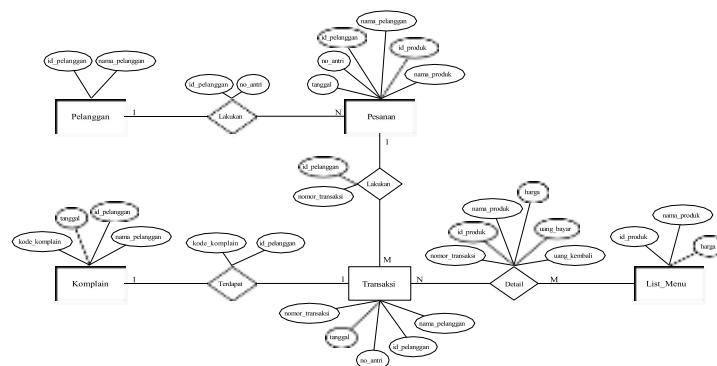 nama_pelanggan
id_pelanggan
id_produk
no_antri
nama_produk
tanggal
id_pelanggan
nama_pelanggan
id_pelanggan
no_antri
Pelanggan
1
Lakukan
N
Pesanan
1
id_pelanggan
nomor_transaksi
Lakukan
M
harga
nama_produk
id_produk
uang_bayar
nomor_transaksi
uang_kembali
nama_produk
id_produk
harga
tanggal
id_pelanggan
kode_komplain
nama_pelanggan
kode_komplain
id_pelanggan
Komplain
1
Terdapat
1
Transaksi
N
Detail
M
List_Menu
nomor_transaksi
nama_pelanggan
tanggal
id_pelanggan
no_antri